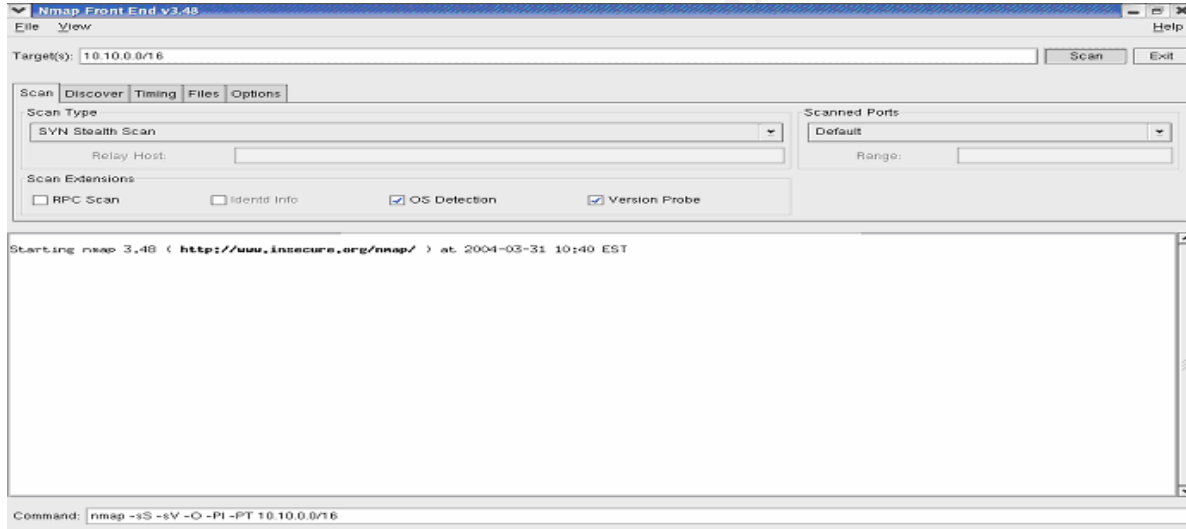 Nmap Front End v3.48
File View Help
Target(s): 10.10.0.0/16 Scan Exit
Scan Discover Timing Files Options
Scan Type Scanned Ports
SYN Stealth Scan Default
Relay Host: Range:
Scan Extensions
RPC Scan Identd Info OS Detection Version Probe
Starting nmap 3.48 ( http://www.insecure.org/nmap/ ) at 2004-03-31 10:40 EST
Command: nmap -sS -sV -O -PI -PT 10.10.0.0/16